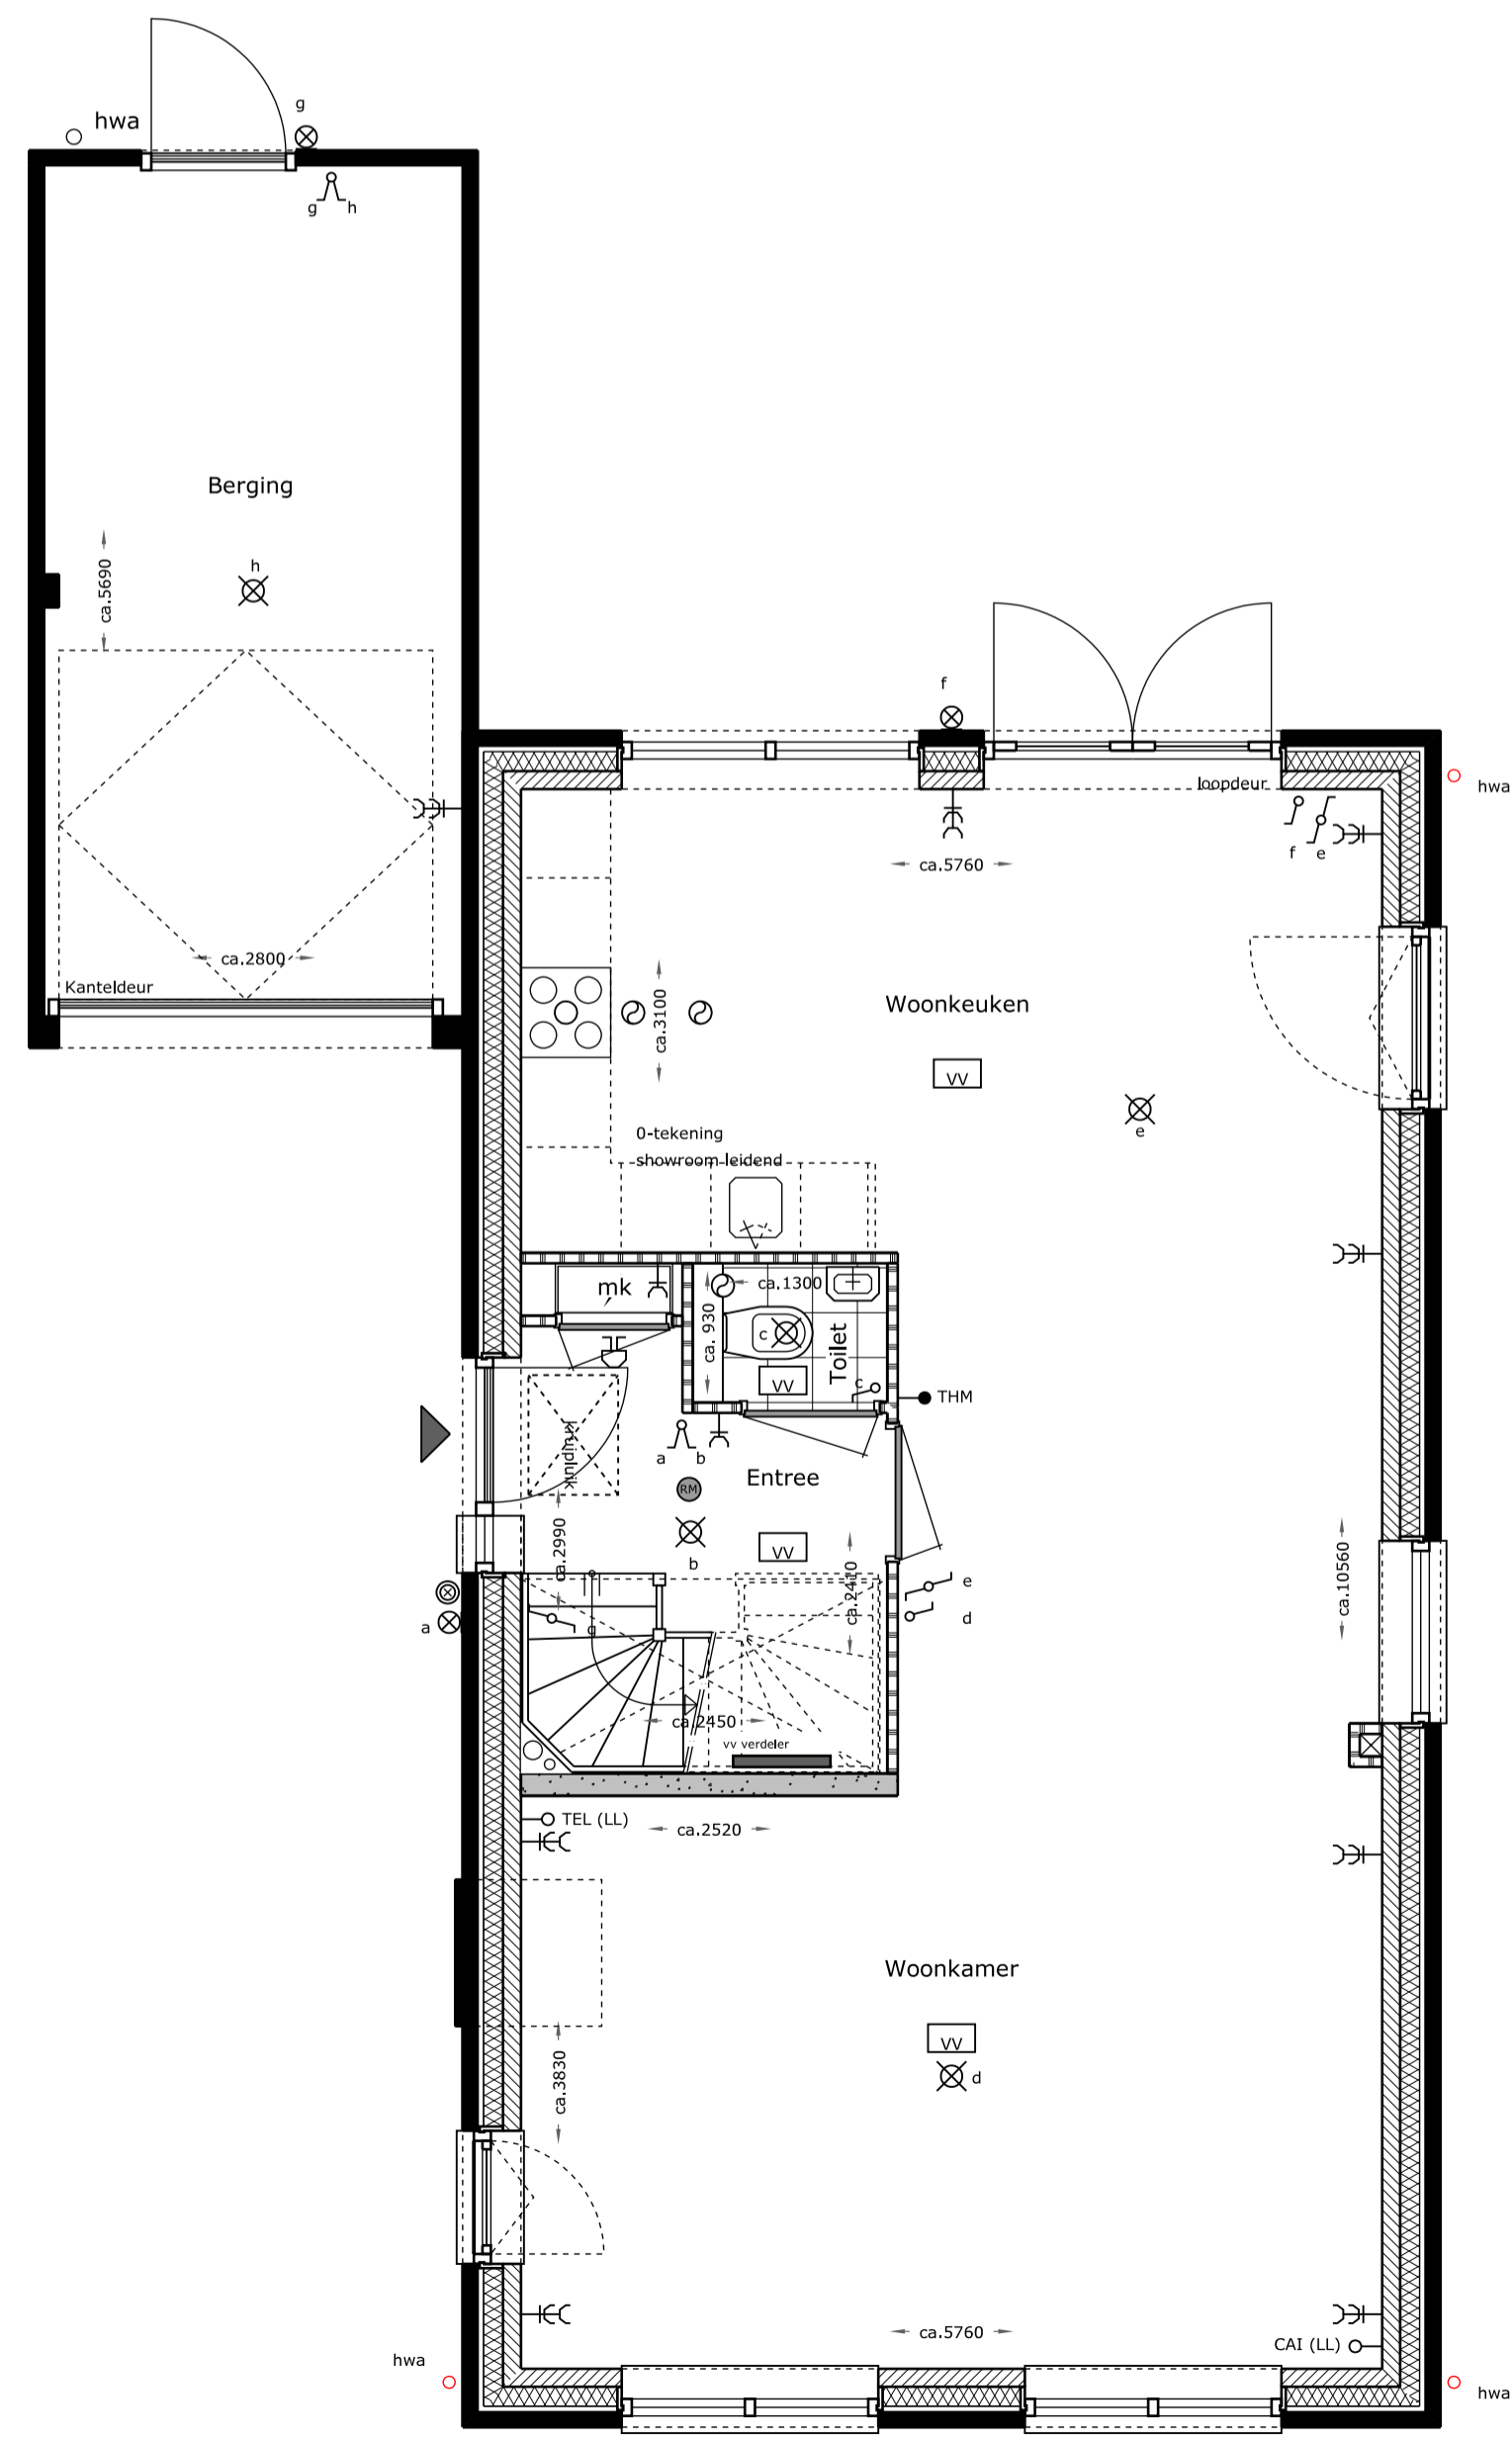 g
hwa
g h
Berging
h
ca.5690
ca.2800
Kanteldeur
f
loopdeur
hwa
f e
ca.5760
ca.3100
Woonkeuken
VV
e
0-tekening
showroom leidend
mk
ca.1300
ca. 930
c
Toilet
VV
c
THM
Kruipluik
a b
Entree
RM
b
VV
ca.2990
ca.2410
e
d
a
q
ca.2450
vv verdeler
ca.10560
TEL (LL)
ca.2520
Woonkamer
VV
d
ca.3830
ca.5760
CAI (LL)
hwa
hwa